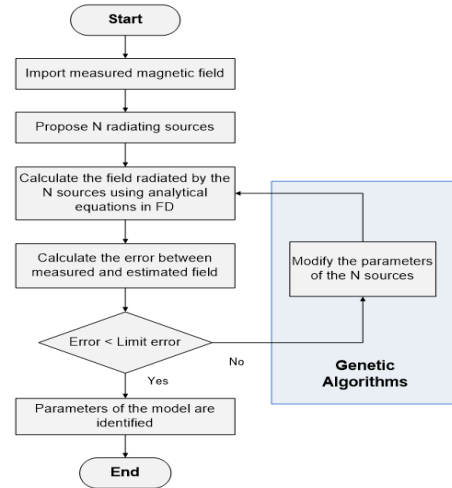 Start
Import measured magnetic field
Propose N radiating sources
Calculate the field radiated by the
N sources using analytical
equations in FD
Calculate the error between
measured and estimated field
Modify the parameters
of the N sources
Error < Limit error
No
Genetic
Algorithms
Yes
Parameters of the model are
identified
End